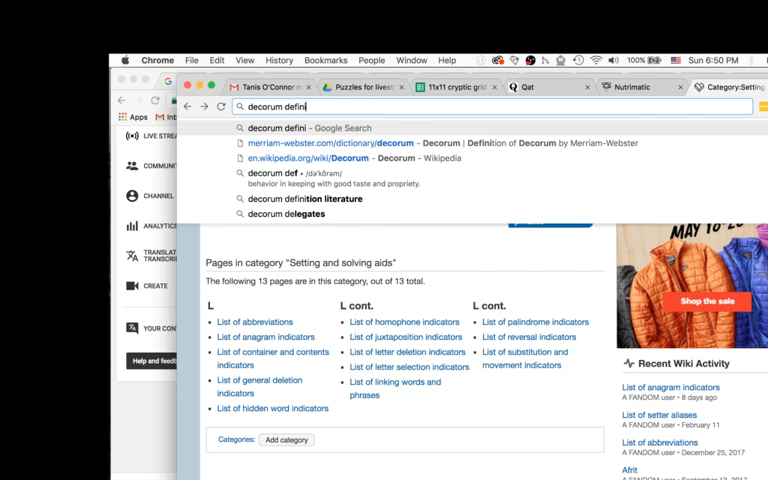 Chrome File Edit View History Bookmarks People Window Help 100% Sun 6:50 PM
Tanis O'Connor m Puzzles for livest 11x11 cryptic grid Qat Nutrimatic Category:Setting
decorum defini
Apps Inb
decorum defini - Google Search
merriam-webster.com/dictionary/decorum - Decorum | Definition of Decorum by Merriam-Webster
en.wikipedia.org/wiki/Decorum - Decorum - Wikipedia
decorum def • /dəˈkôrəm/
behavior in keeping with good taste and propriety.
decorum definition literature
decorum delegates
LIVE STREA
COMMUNI
CHANNEL
ANALYTICS
TRANSLAT
TRANSCRI
CREATE
YOUR CON
Help and feedb
Pages in category "Setting and solving aids"
The following 13 pages are in this category, out of 13 total.
L
List of abbreviations
List of anagram indicators
List of container and contents
indicators
List of general deletion
indicators
List of hidden word indicators
L cont.
List of homophone indicators
List of juxtaposition indicators
List of letter deletion indicators
List of letter selection indicators
List of linking words and
phrases
L cont.
List of palindrome indicators
List of reversal indicators
List of substitution and
movement indicators
Categories: Add category
MAY 18-28
Shop the sale
Recent Wiki Activity
List of anagram indicators
A FANDOM user • 8 days ago
List of setter aliases
A FANDOM user • February 11
List of abbreviations
A FANDOM user • December 25, 2017
Afrit